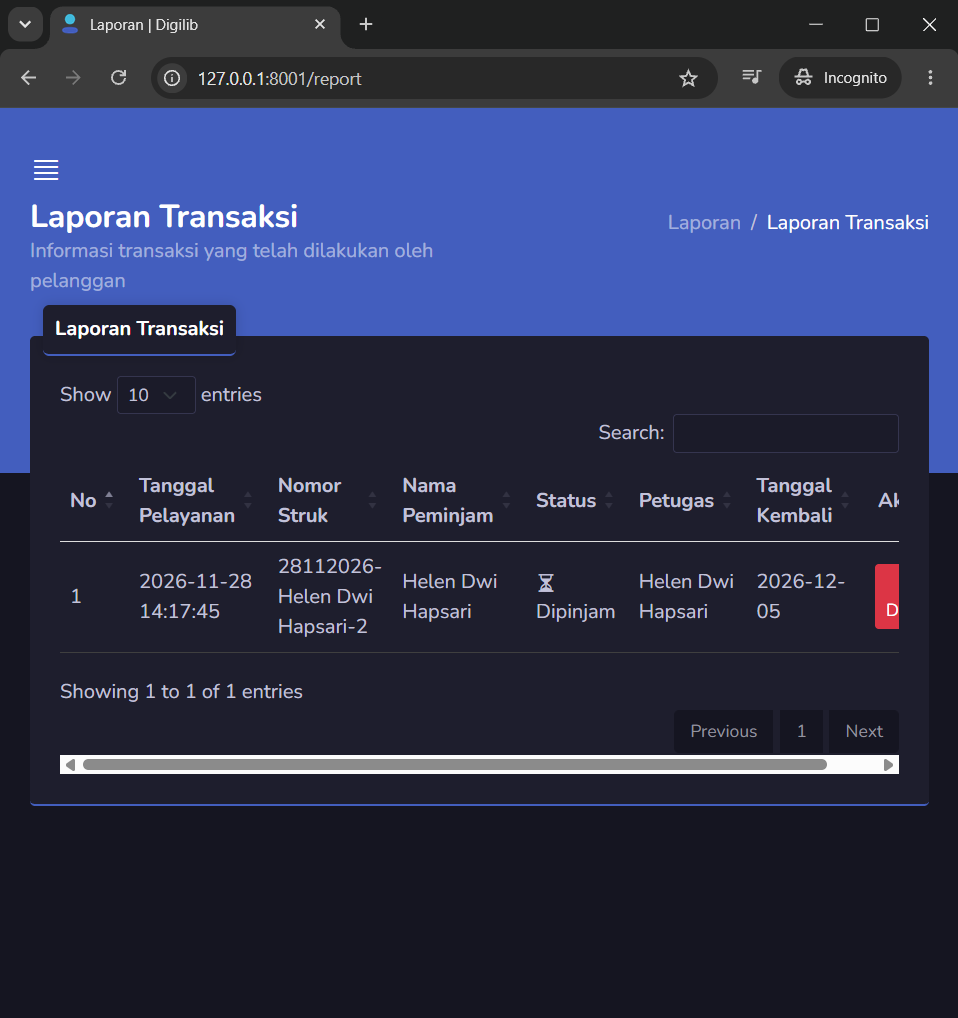 Laporan | Digilib
127.0.0.1:8001/report
Incognito
Laporan Transaksi
Laporan / Laporan Transaksi
Informasi transaksi yang telah dilakukan oleh
pelanggan
Laporan Transaksi
Show 10 entries
Search:
No
Tanggal
Pelayanan
Nomor
Struk
Nama
Peminjam
Status
Petugas
Tanggal
Kembali
1
2026-11-28
14:17:45
28112026-
Helen Dwi
Hapsari-2
Helen Dwi
Hapsari
Dipinjam
Helen Dwi
Hapsari
2026-12-
05
Showing 1 to 1 of 1 entries
Previous
1
Next